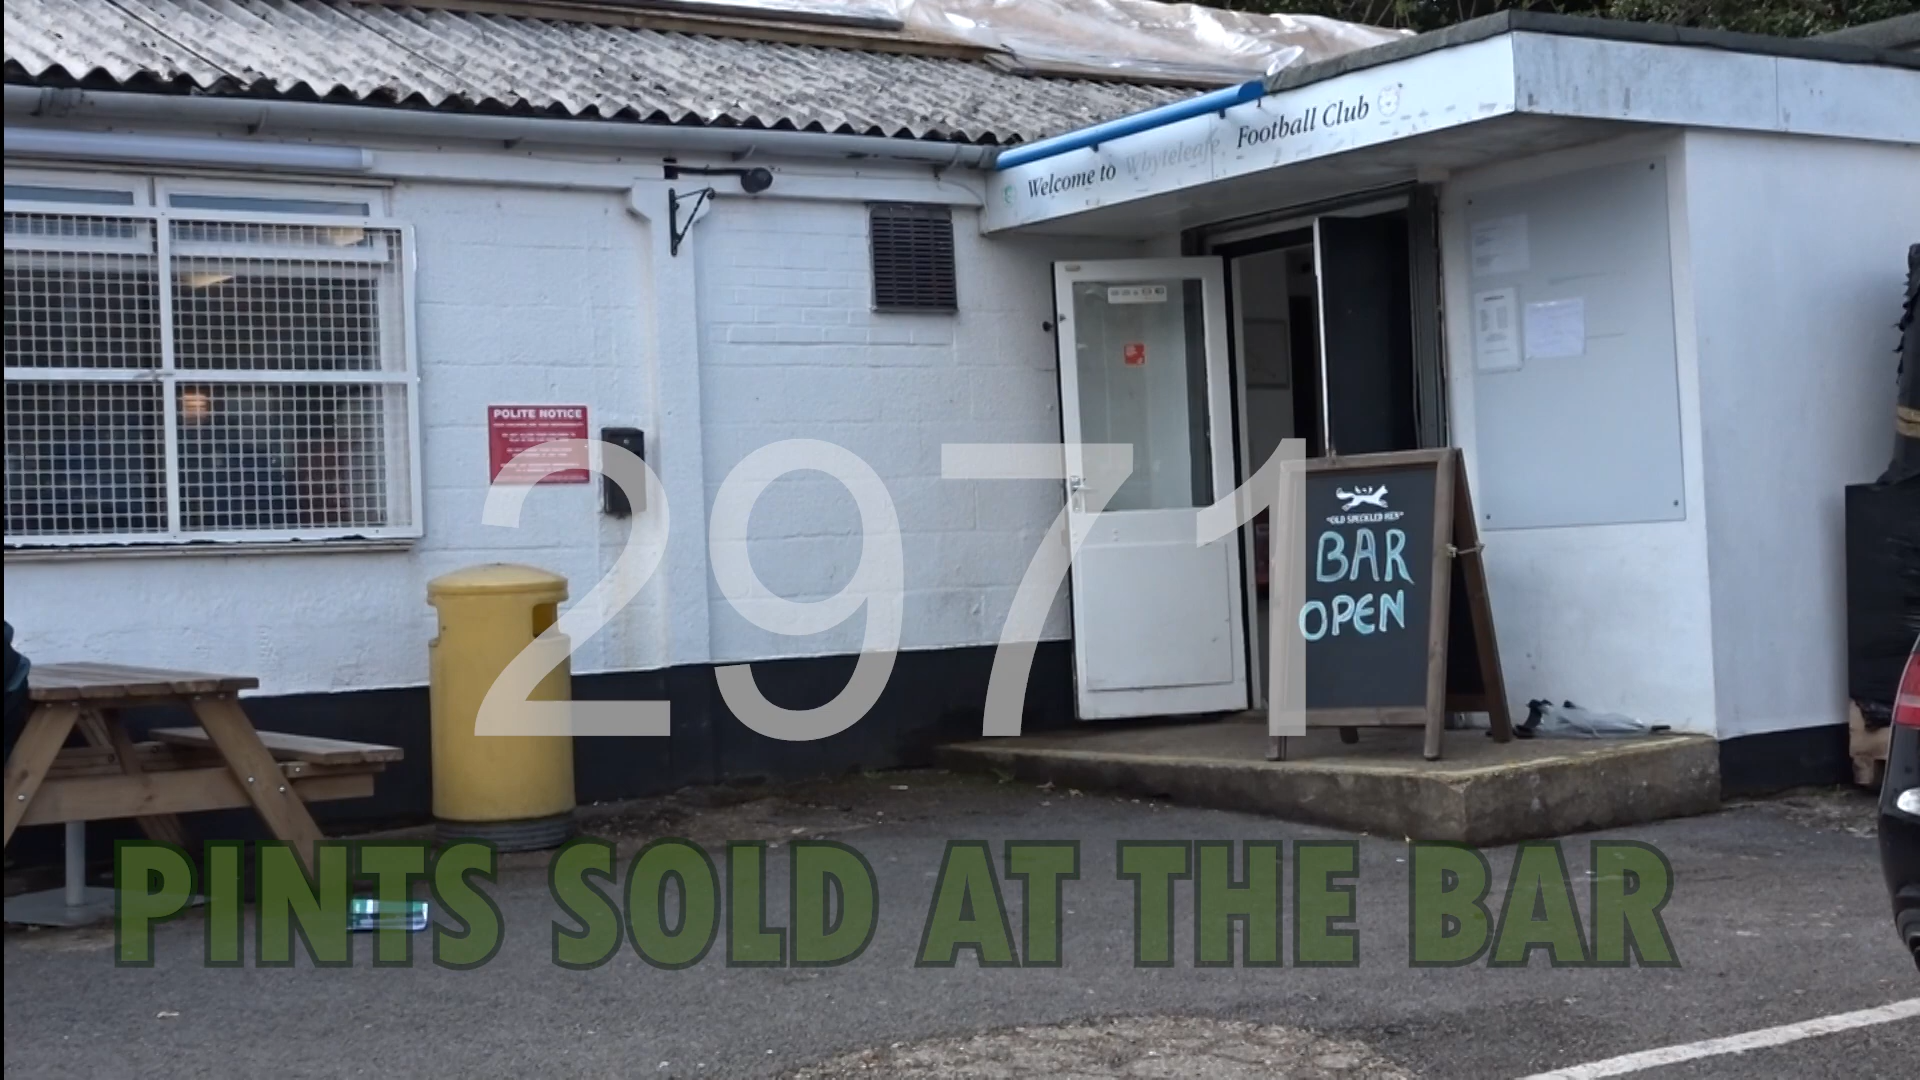 Welcome to Whyteleafe Football Club
POLITE NOTICE
2971
"OLD SPECKLED HEN"
BAR
OPEN
PINTS SOLD AT THE BAR